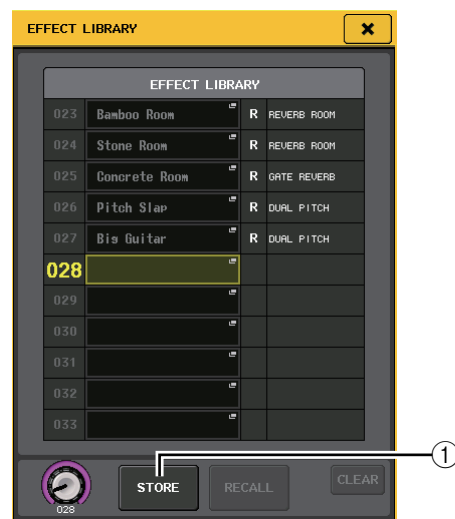 EFFECT LIBRARY
EFFECT LIBRARY
023 Bamboo Room R REVERB ROOM
024 Stone Room R REVERB ROOM
025 Concrete Room R GATE REVERB
026 Pitch Slap R DUAL PITCH
027 Big Guitar R DUAL PITCH
028
029
030
031
032
033
028 STORE RECALL CLEAR
1